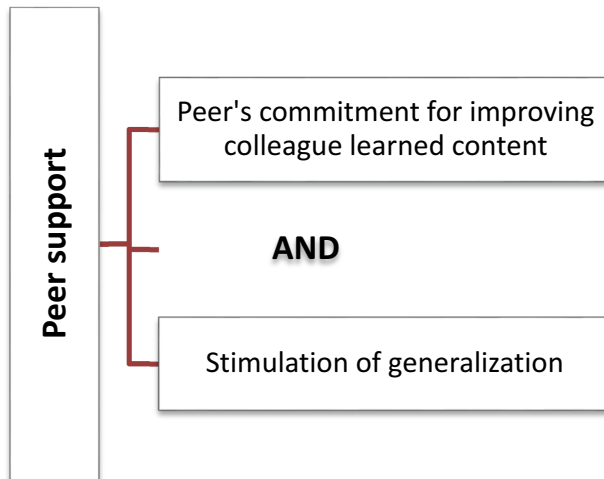 Peer support
Peer's commitment for improving
colleague learned content
AND
Stimulation of generalization